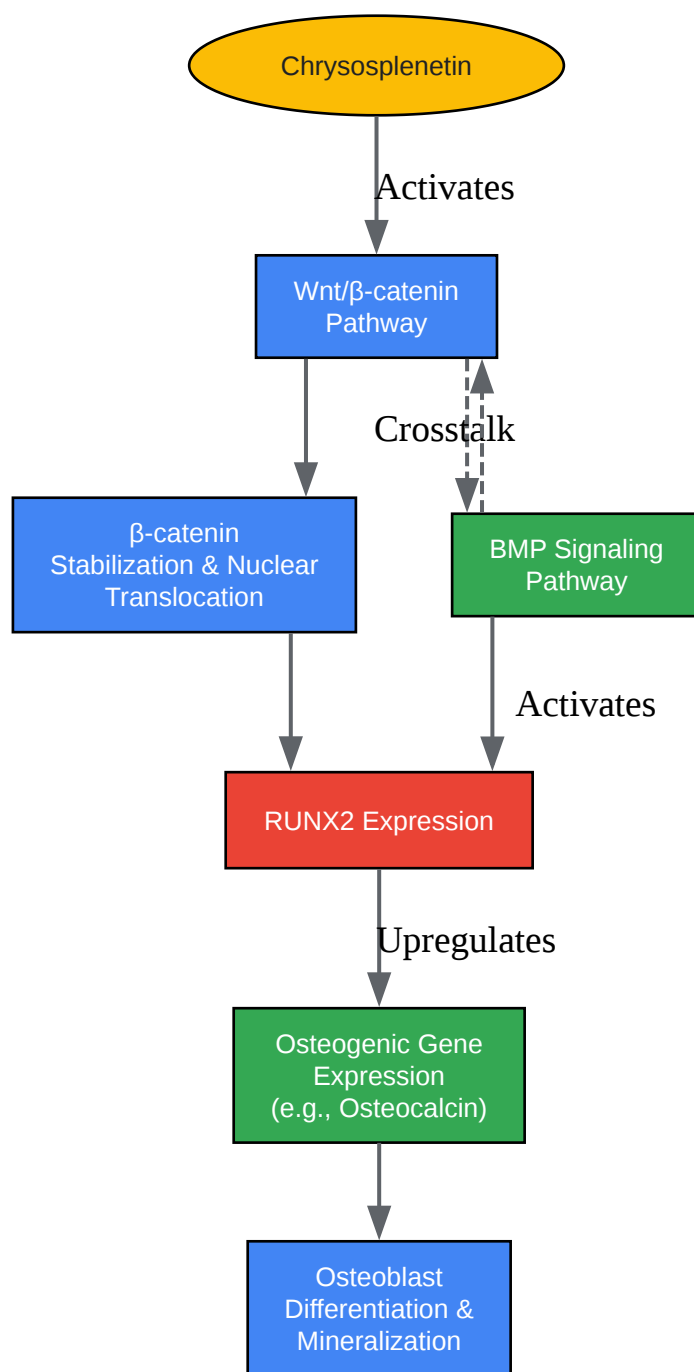 Chrysosplenetin
Activates
Wnt/β-catenin
Pathway
Crosstalk
β-catenin
Stabilization & Nuclear
Translocation
BMP Signaling
Pathway
Activates
RUNX2 Expression
Upregulates
Osteogenic Gene
Expression
(e.g., Osteocalcin)
Osteoblast
Differentiation &
Mineralization